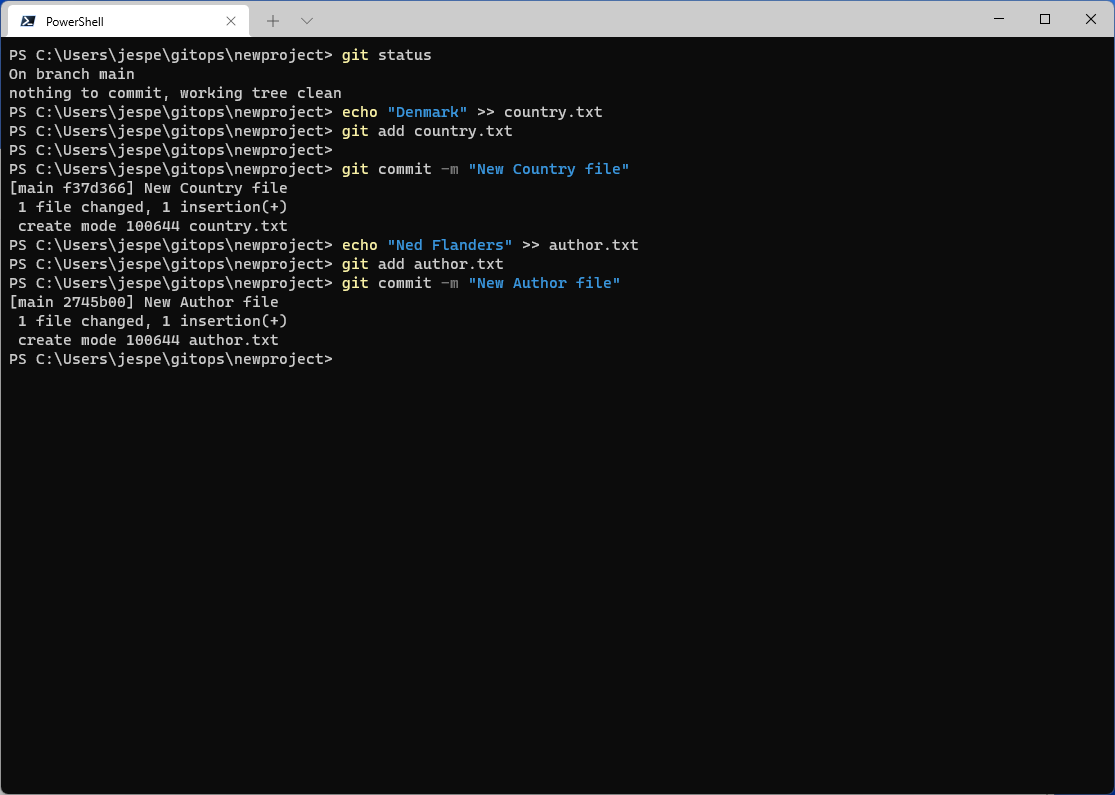 PowerShell
PS C:\Users\jespe\gitops\newproject> git status
On branch main
nothing to commit, working tree clean
PS C:\Users\jespe\gitops\newproject> echo "Denmark" >> country.txt
PS C:\Users\jespe\gitops\newproject> git add country.txt
PS C:\Users\jespe\gitops\newproject>
PS C:\Users\jespe\gitops\newproject> git commit -m "New Country file"
[main f37d366] New Country file
 1 file changed, 1 insertion(+)
 create mode 100644 country.txt
PS C:\Users\jespe\gitops\newproject> echo "Ned Flanders" >> author.txt
PS C:\Users\jespe\gitops\newproject> git add author.txt
PS C:\Users\jespe\gitops\newproject> git commit -m "New Author file"
[main 2745b00] New Author file
 1 file changed, 1 insertion(+)
 create mode 100644 author.txt
PS C:\Users\jespe\gitops\newproject>